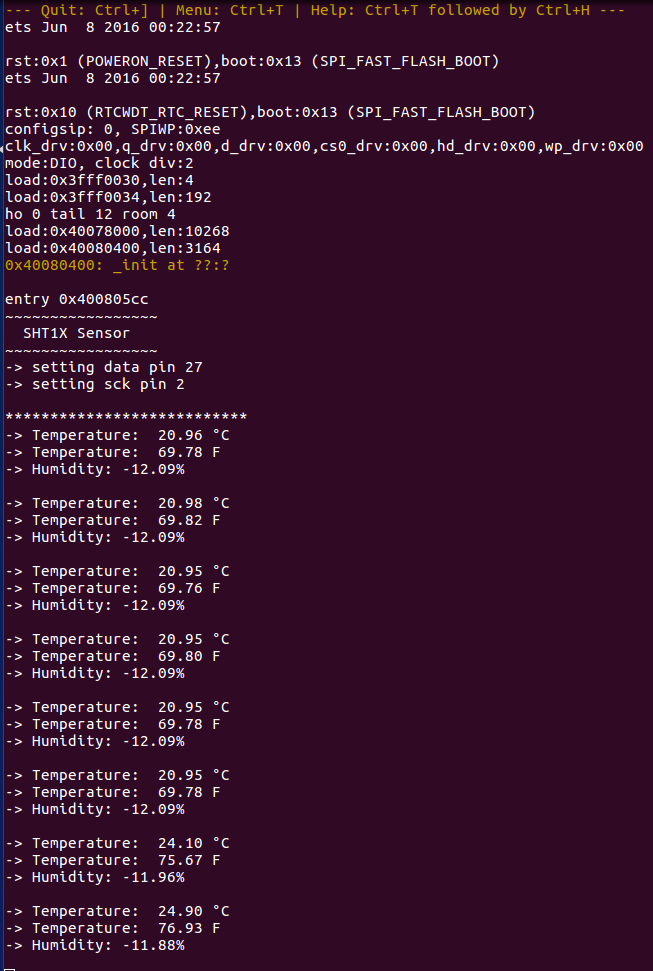 --- Quit: Ctrl+] | Menu: Ctrl+T | Help: Ctrl+T followed by Ctrl+H ---
ets Jun  8 2016 00:22:57

rst:0x1 (POWERON_RESET),boot:0x13 (SPI_FAST_FLASH_BOOT)
ets Jun  8 2016 00:22:57

rst:0x10 (RTCWDT_RTC_RESET),boot:0x13 (SPI_FAST_FLASH_BOOT)
configsip: 0, SPIWP:0xee
clk_drv:0x00,q_drv:0x00,d_drv:0x00,cs0_drv:0x00,hd_drv:0x00,wp_drv:0x00
mode:DIO, clock div:2
load:0x3fff0030,len:4
load:0x3fff0034,len:192
ho 0 tail 12 room 4
load:0x40078000,len:10268
load:0x40080400,len:3164
0x40080400: _init at ??:?

entry 0x400805cc
~~~~~~~~~~~~~~~~~
  SHT1X Sensor
~~~~~~~~~~~~~~~~~
-> setting data pin 27
-> setting sck pin 2

***************************
-> Temperature:  20.96 °C
-> Temperature:  69.78 F
-> Humidity: -12.09%

-> Temperature:  20.98 °C
-> Temperature:  69.82 F
-> Humidity: -12.09%

-> Temperature:  20.95 °C
-> Temperature:  69.76 F
-> Humidity: -12.09%

-> Temperature:  20.95 °C
-> Temperature:  69.80 F
-> Humidity: -12.09%

-> Temperature:  20.95 °C
-> Temperature:  69.78 F
-> Humidity: -12.09%

-> Temperature:  20.95 °C
-> Temperature:  69.78 F
-> Humidity: -12.09%

-> Temperature:  24.10 °C
-> Temperature:  75.67 F
-> Humidity: -11.96%

-> Temperature:  24.90 °C
-> Temperature:  76.93 F
-> Humidity: -11.88%